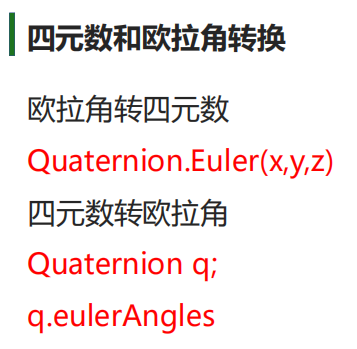 四元数和欧拉角转换
欧拉角转四元数
Quaternion.Euler(x,y,z)
四元数转欧拉角
Quaternion q;
q.eulerAngles